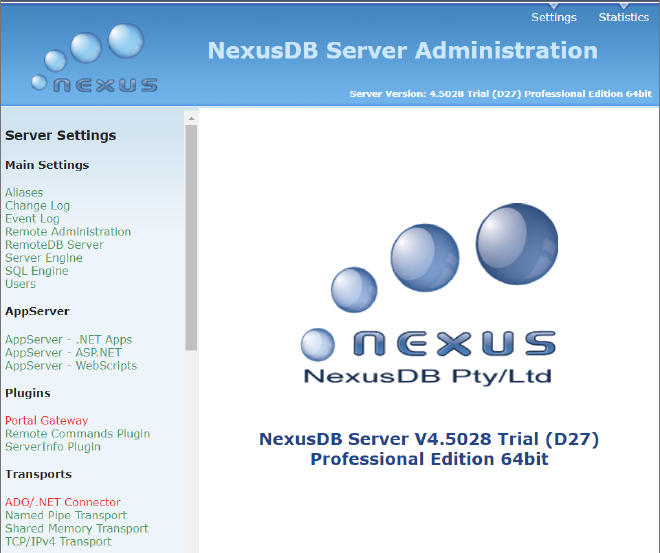 Settings Statistics
nexus
NexusDB Server Administration
Server Version: 4.5028 Trial (D27) Professional Edition 64bit
Server Settings
Main Settings
Aliases
Change Log
Event Log
Remote Administration
RemoteDB Server
Server Engine
SQL Engine
Users
AppServer
AppServer - .NET Apps
AppServer - ASP.NET
AppServer - WebScripts
Plugins
Portal Gateway
Remote Commands Plugin
ServerInfo Plugin
Transports
ADO/.NET Connector
Named Pipe Transport
Shared Memory Transport
TCP/IPv4 Transport
nexus
NexusDB Pty/Ltd
NexusDB Server V4.5028 Trial (D27)
Professional Edition 64bit